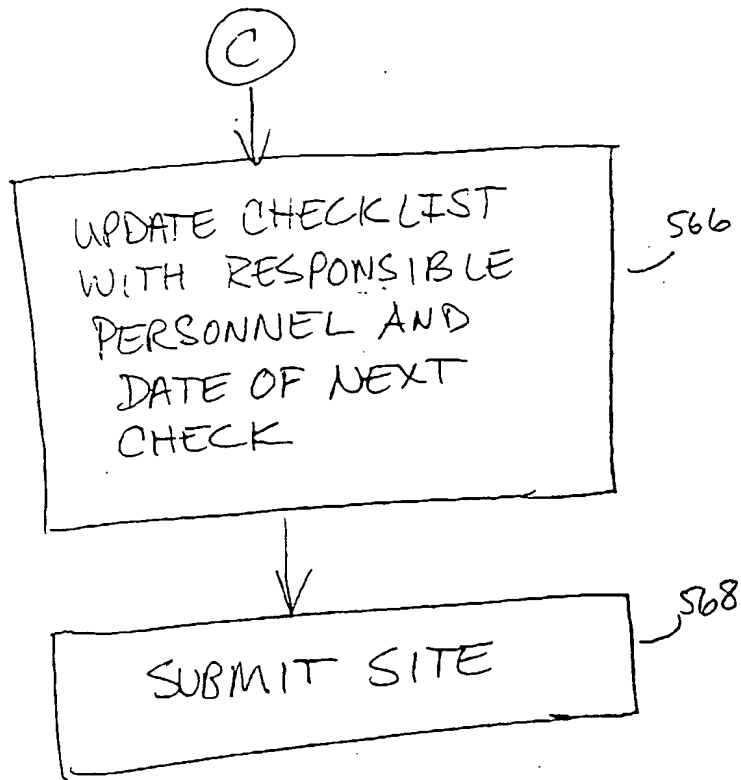 C
UPDATE CHECKLIST
566
WITH RESPONSIBLE
PERSONNEL AND
DATE OF NEXT
CHECK
568
SUBMIT SITE